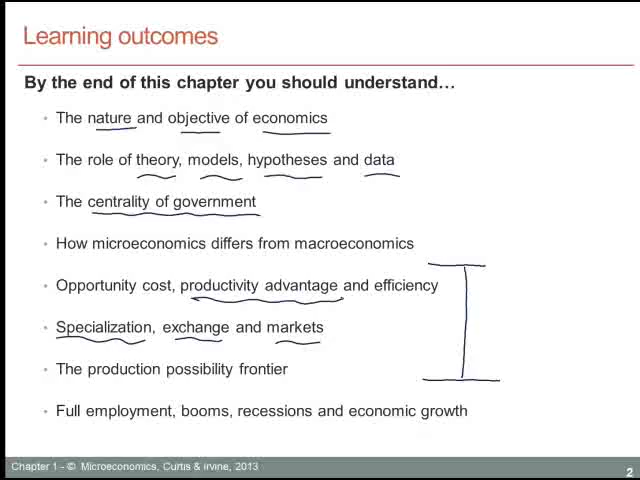 Learning outcomes
By the end of this chapter you should understand…
• The nature and objective of economics
• The role of theory, models, hypotheses and data
• The centrality of government
• How microeconomics differs from macroeconomics
• Opportunity cost, productivity advantage and efficiency
• Specialization, exchange and markets
• The production possibility frontier
• Full employment, booms, recessions and economic growth
Chapter 1 - © Microeconomics, Curtis & Irvine, 2013
2